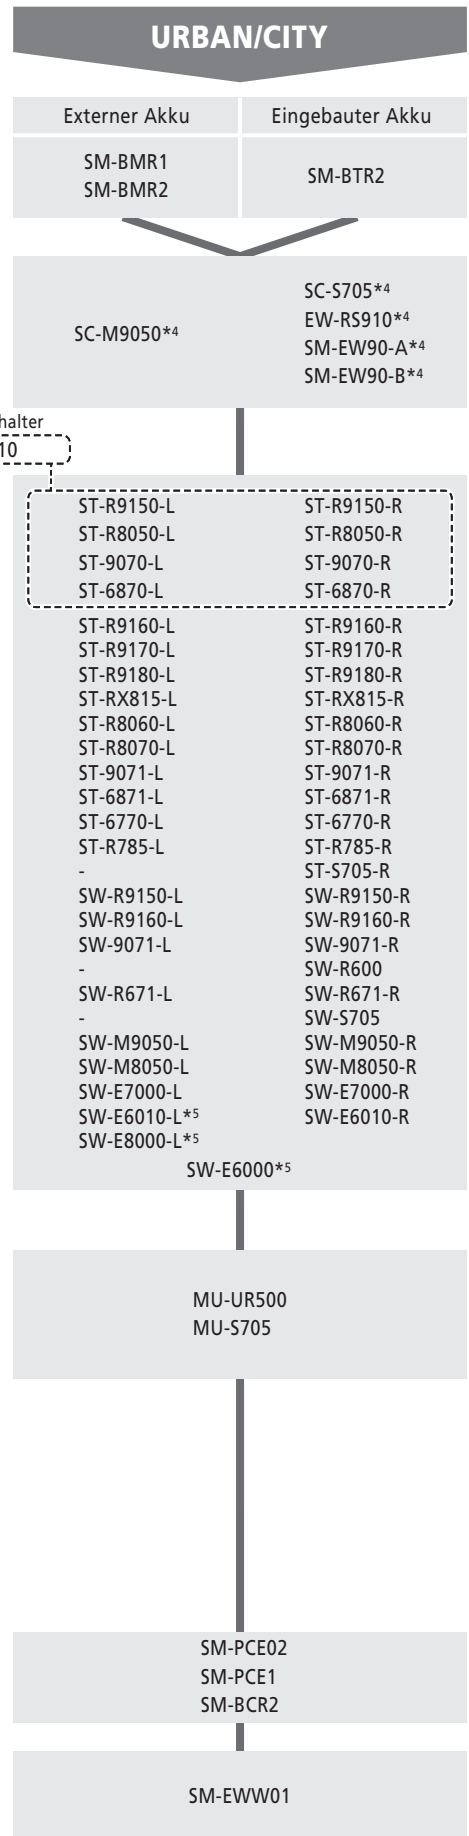 URBAN/CITY
Externer Akku Eingebauter Akku
SM-BMR1
SM-BMR2
SM-BTR2
SC-M9050*4
SC-S705*4
EW-RS910*4
SM-EW90-A*4
SM-EW90-B*4
ST-R9150-L ST-R9150-R
ST-R8050-L ST-R8050-R
ST-9070-L ST-9070-R
ST-6870-L ST-6870-R
ST-R9160-L ST-R9160-R
ST-R9170-L ST-R9170-R
ST-R9180-L ST-R9180-R
ST-RX815-L ST-RX815-R
ST-R8060-L ST-R8060-R
ST-R8070-L ST-R8070-R
ST-9071-L ST-9071-R
ST-6871-L ST-6871-R
ST-6770-L ST-6770-R
ST-R785-L ST-R785-R
- ST-S705-R
SW-R9150-L SW-R9150-R
SW-R9160-L SW-R9160-R
SW-9071-L SW-9071-R
- SW-R600
SW-R671-L SW-R671-R
- SW-S705
SW-M9050-L SW-M9050-R
SW-M8050-L SW-M8050-R
SW-E7000-L SW-E7000-R
SW-E6010-L*5 SW-E6010-R
SW-E8000-L*5
SW-E6000*5
MU-UR500
MU-S705
SM-PCE02
SM-PCE1
SM-BCR2
SM-EWW01